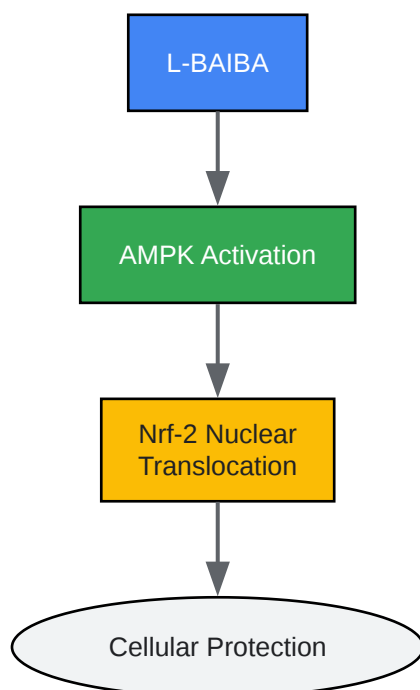 L-BAIBA
AMPK Activation
Nrf-2 Nuclear
Translocation
Cellular Protection